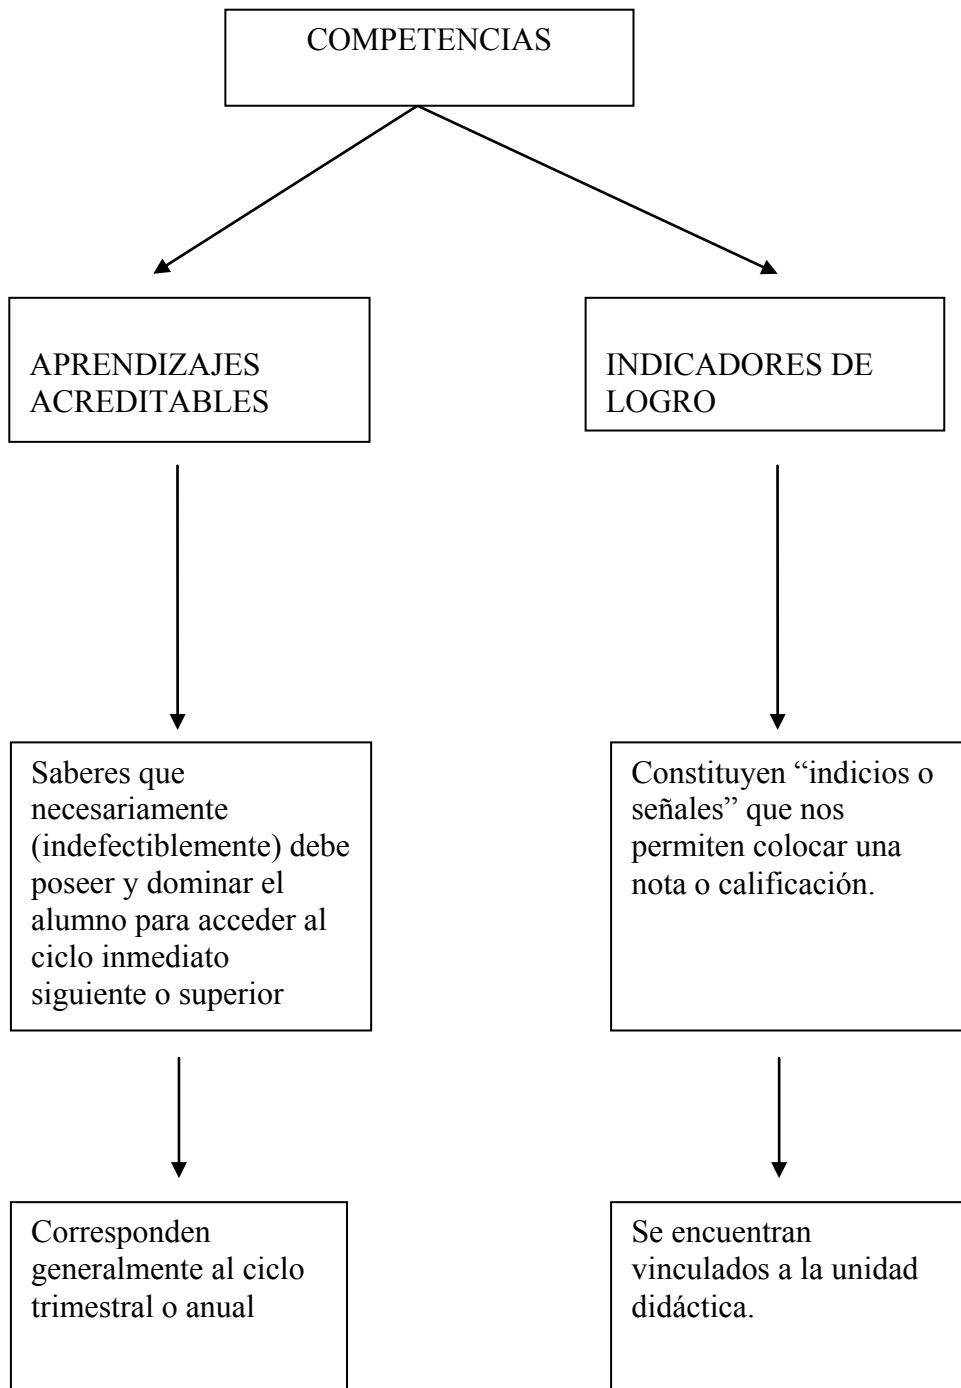 COMPETENCIAS
APRENDIZAJES
ACREDITABLES
INDICADORES DE
LOGRO
Saberes que
necesariamente
(indefectiblemente) debe
poseer y dominar el
alumno para acceder al
ciclo inmediato
siguiente o superior
Constituyen “indicios o
señales” que nos
permiten colocar una
nota o calificación.
Corresponden
generalmente al ciclo
trimestral o anual
Se encuentran
vinculados a la unidad
didáctica.